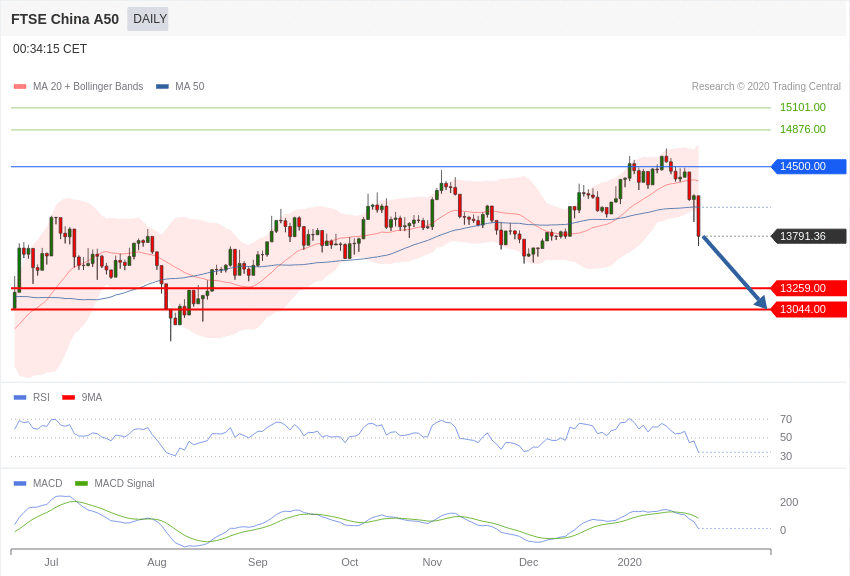 FTSE China A50 DAILY
00:34:15 CET
MA 20 + Bollinger Bands MA 50 Research © 2020 Trading Central
15101.00
14876.00
14500.00
13791.36
13259.00
13044.00
RSI 9MA
70
50
30
MACD MACD Signal
200
0
Jul Aug Sep Oct Nov Dec 2020